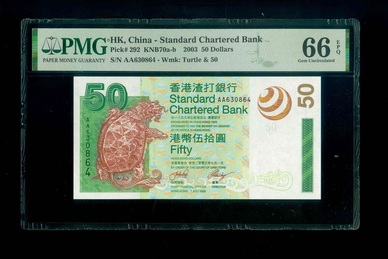 PMG
PAPER MONEY GUARANTY
HK, China - Standard Chartered Bank
Pick# 292 KNB70a-b 2003 50 Dollars
S/N AA630864 - Wmk: Turtle & 50
66 EPQ
Gem Uncirculated
50
香港渣打銀行
Standard
Chartered Bank
AA630864
港幣伍拾圓
Fifty
50
AA630864